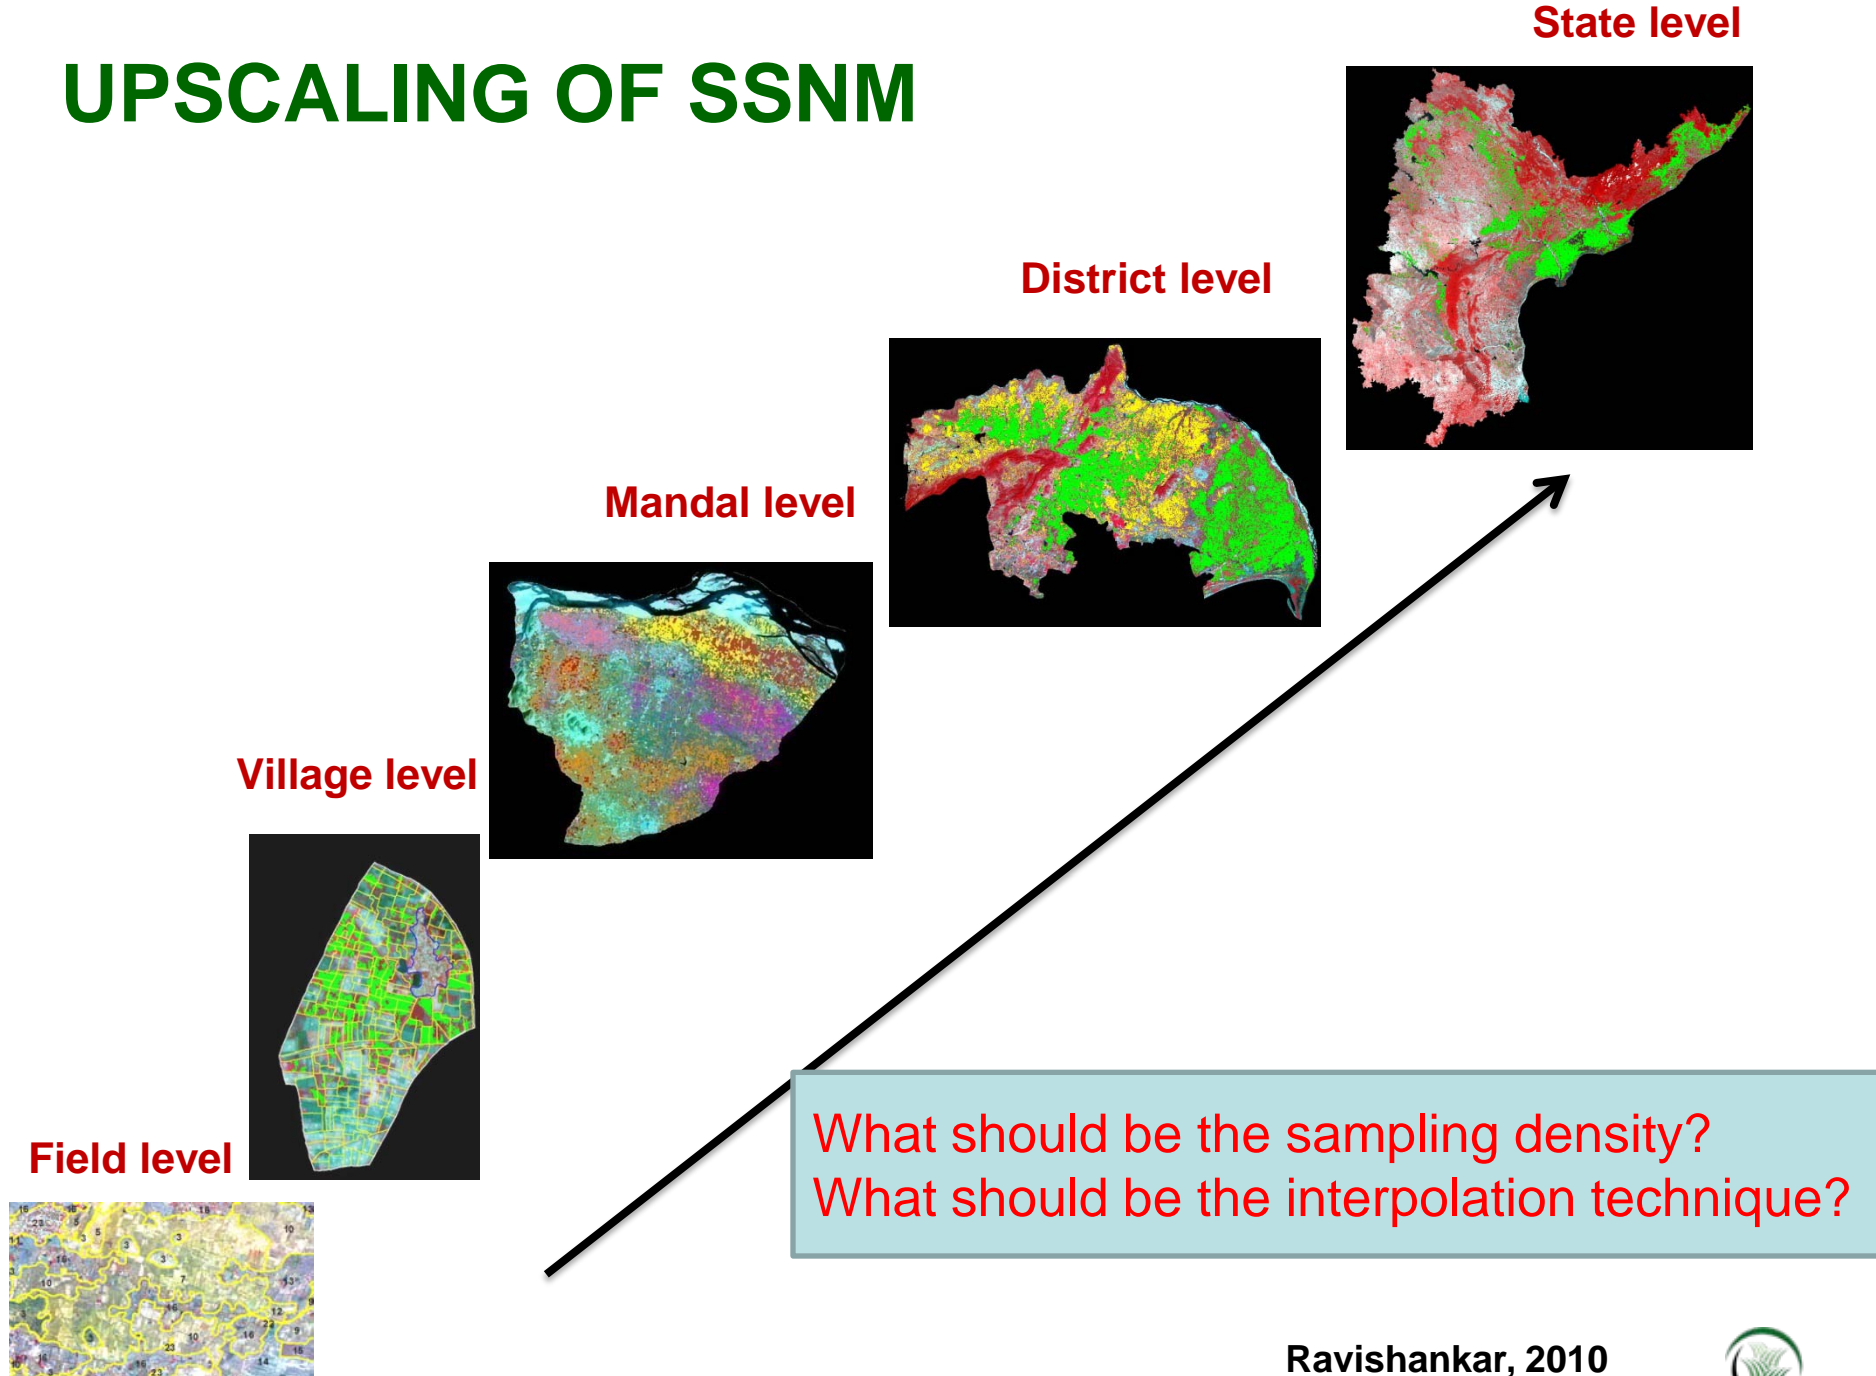 State level
UPSCALING OF SSNM
District level
Mandal level
Village level
Field level
What should be the sampling density?
What should be the interpolation technique?
Ravishankar, 2010